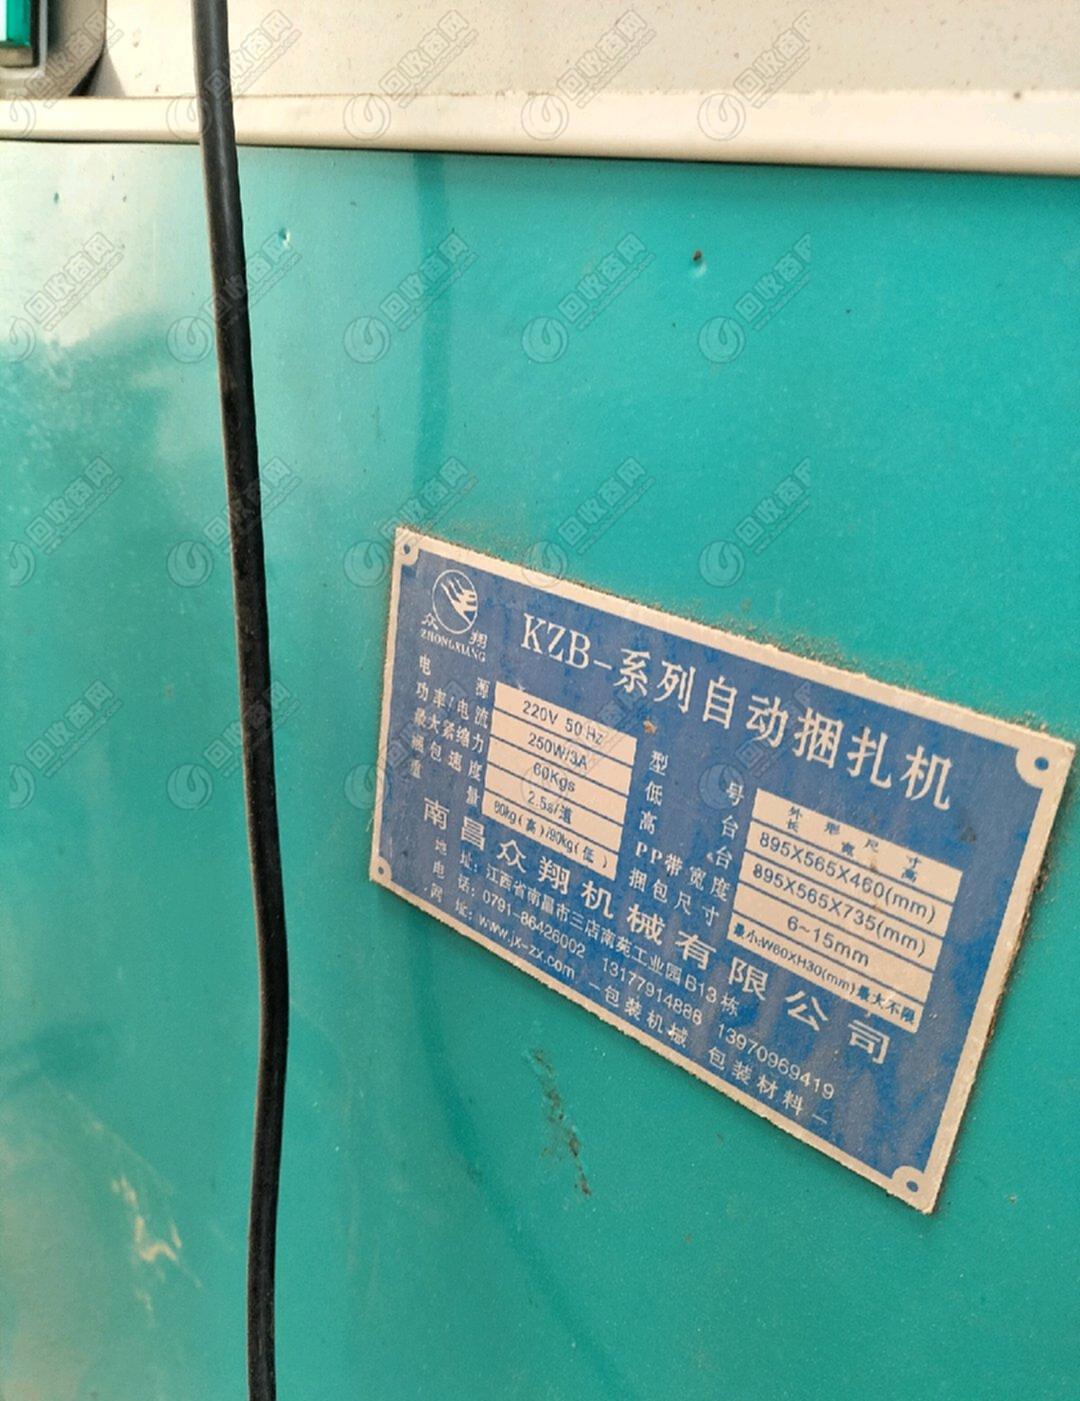 众翔
ZHONGXIANG
KZB-系列自动捆扎机
电源 220V 50Hz
功率/电流 250W/3A
最大紧缩力 60Kgs
捆包速度 2.5s/道
重量 80kg(高)/90kg(低)
型号 外形尺寸
长 宽 高
低台 895X565X460(mm)
高台 895X565X735(mm)
PP带宽度 6~15mm
捆包尺寸 最小:W60XH30(mm)最大不限
南昌众翔机械有限公司
地址:江西省南昌市三店南苑工业园B13栋
电话:0791-86426002 13177914888 13970969419
网址:www.jx-zx.com 一包装机械 包装材料一
回收商网